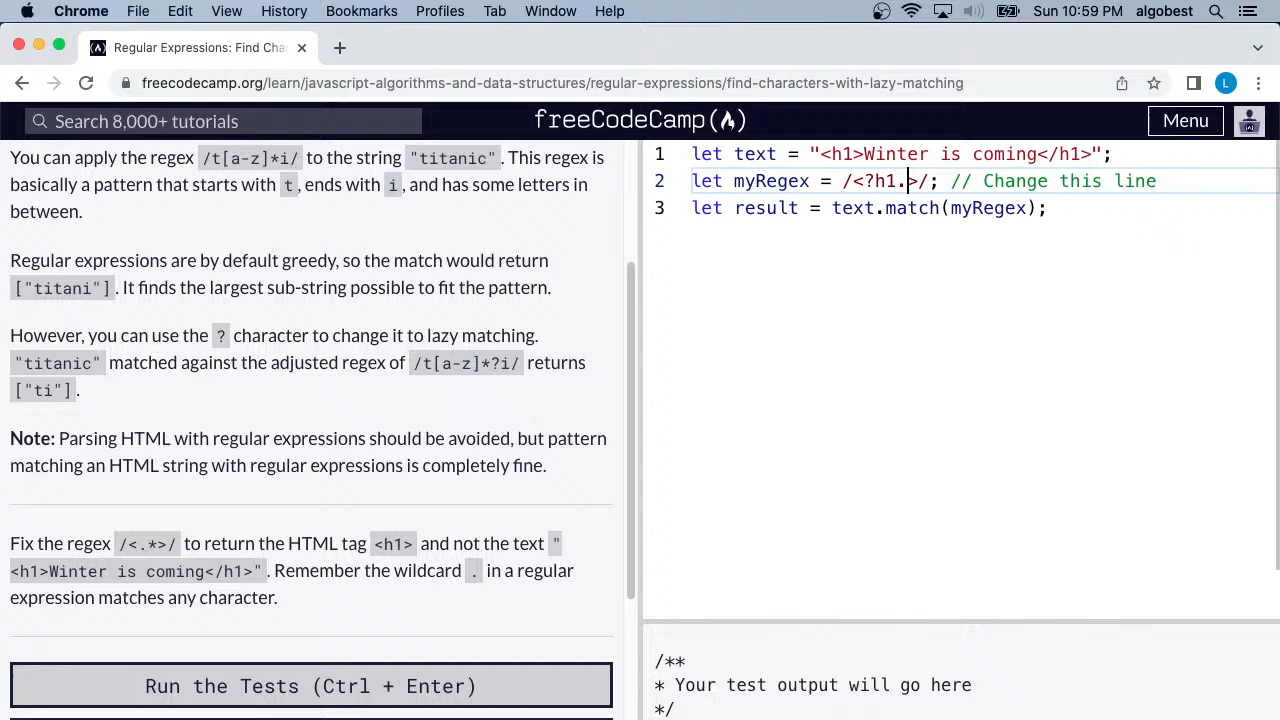 Chrome File Edit View History Bookmarks Profiles Tab Window Help Sun 10:59 PM algobest
Regular Expressions: Find Cha
freecodecamp.org/learn/javascript-algorithms-and-data-structures/regular-expressions/find-characters-with-lazy-matching L
Search 8,000+ tutorials freeCodeCamp(🔥) Menu
You can apply the regex /t[a-z]*i/ to the string "titanic". This regex is
basically a pattern that starts with t, ends with i, and has some letters in
between.
Regular expressions are by default greedy, so the match would return
["titani"]. It finds the largest sub-string possible to fit the pattern.
However, you can use the ? character to change it to lazy matching.
"titanic" matched against the adjusted regex of /t[a-z]*?i/ returns
["ti"].
Note: Parsing HTML with regular expressions should be avoided, but pattern
matching an HTML string with regular expressions is completely fine.
Fix the regex /<.*>/ to return the HTML tag <h1> and not the text "
<h1>Winter is coming</h1>". Remember the wildcard . in a regular
expression matches any character.
Run the Tests (Ctrl + Enter)
1 let text = "<h1>Winter is coming</h1>";
2 let myRegex = /<?h1.>/; // Change this line
3 let result = text.match(myRegex);
/**
* Your test output will go here
*/